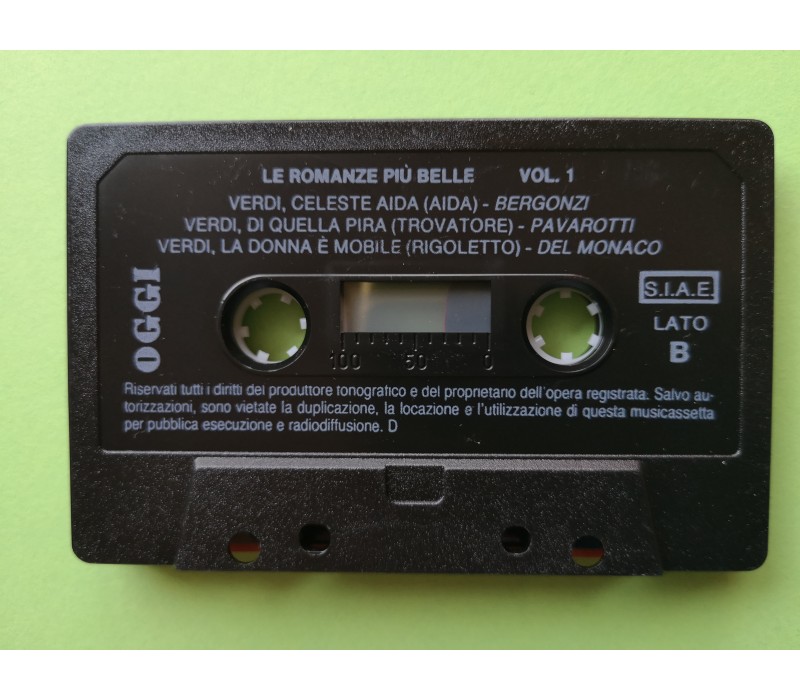 LE ROMANZE PIÙ BELLE VOL. 1
VERDI, CELESTE AIDA (AIDA) - BERGONZI
VERDI, DI QUELLA PIRA (TROVATORE) - PAVAROTTI
VERDI, LA DONNA È MOBILE (RIGOLETTO) - DEL MONACO
OGGI
S.I.A.E.
LATO
B
100 50 0
Riservati tutti i diritti del produttore fonografico e del proprietario dell'opera registrata. Salvo au-
torizzazioni, sono vietate la duplicazione, la locazione e l'utilizzazione di questa musicassetta
per pubblica esecuzione e radiodiffusione. D